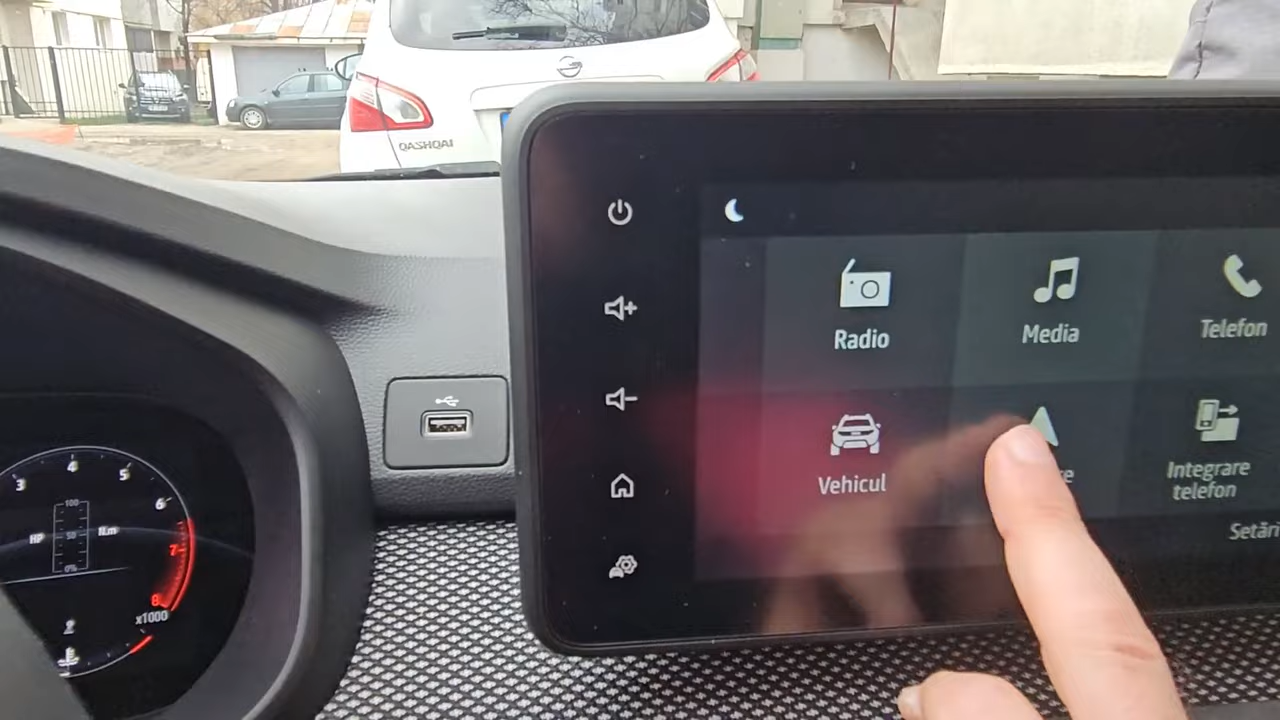 QASHQAI
Radio
Media
Telefon
Vehicul
Integrare
telefon
Setări
3
4
5
6
7
8
x1000
HP
N.m
100
50
0%